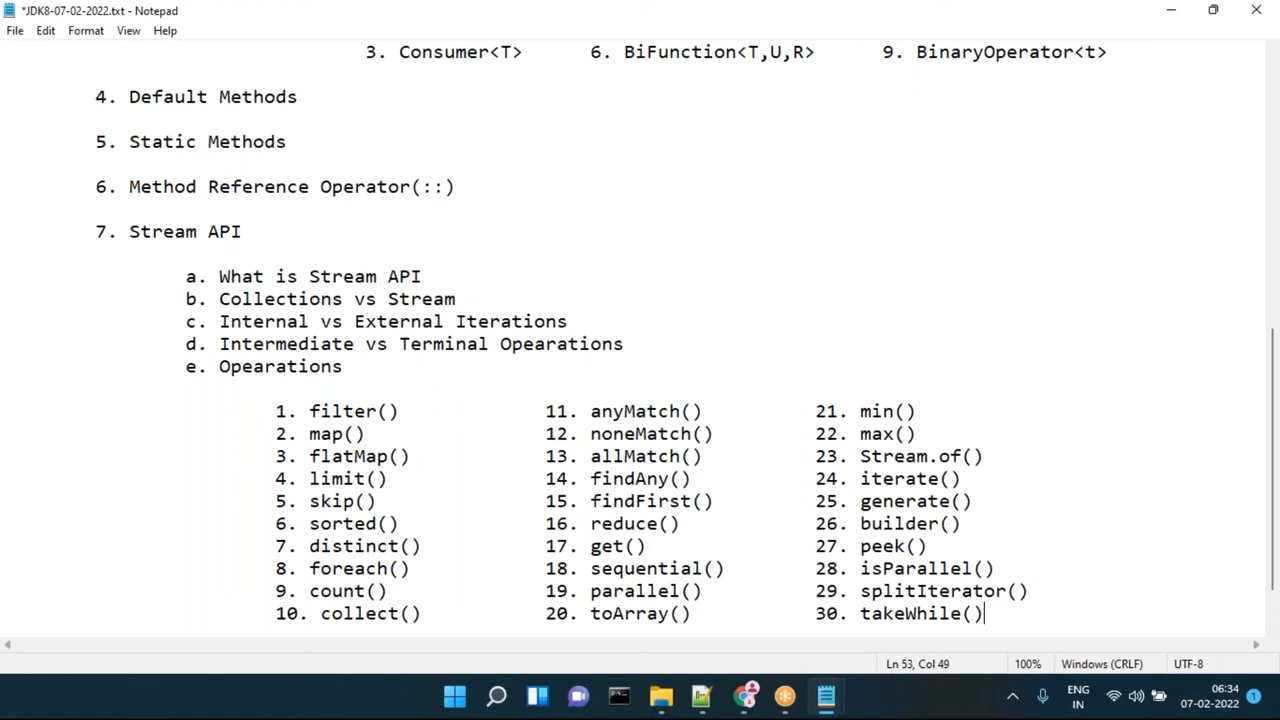 *JDK8-07-02-2022.txt - Notepad
File Edit Format View Help
3. Consumer<T> 6. BiFunction<T,U,R> 9. BinaryOperator<t>
4. Default Methods
5. Static Methods
6. Method Reference Operator(::)
7. Stream API
a. What is Stream API
b. Collections vs Stream
c. Internal vs External Iterations
d. Intermediate vs Terminal Opearations
e. Opearations
1. filter() 11. anyMatch() 21. min()
2. map() 12. noneMatch() 22. max()
3. flatMap() 13. allMatch() 23. Stream.of()
4. limit() 14. findAny() 24. iterate()
5. skip() 15. findFirst() 25. generate()
6. sorted() 16. reduce() 26. builder()
7. distinct() 17. get() 27. peek()
8. foreach() 18. sequential() 28. isParallel()
9. count() 19. parallel() 29. splitIterator()
10. collect() 20. toArray() 30. takeWhile()
Ln 53, Col 49 100% Windows (CRLF) UTF-8
ENG 06:34
IN 07-02-2022 1